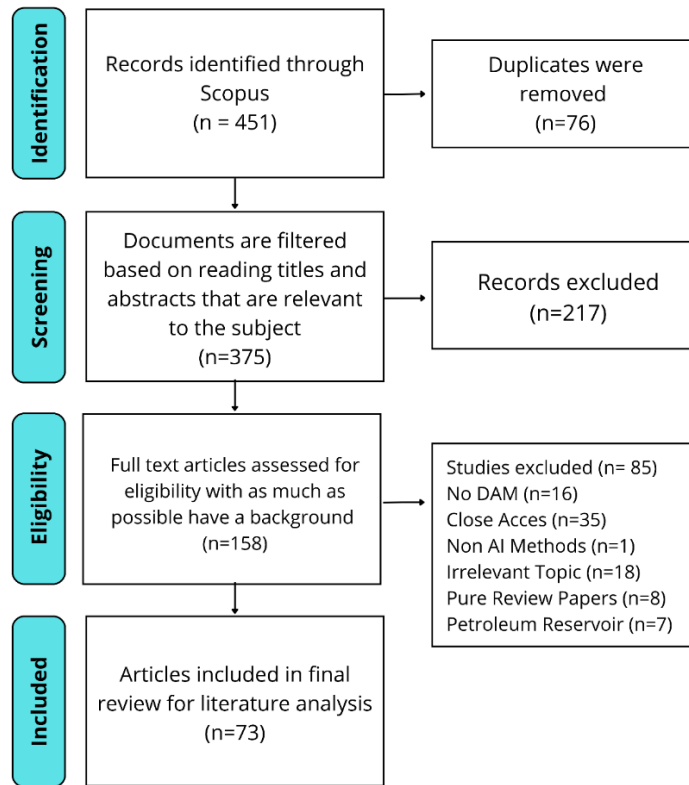 Identification
Records identified through
Scopus
(n = 451)
Duplicates were
removed
(n=76)
Screening
Documents are filtered
based on reading titles and
abstracts that are relevant
to the subject
(n=375)
Records excluded
(n=217)
Eligibility
Full text articles assessed for
eligibility with as much as
possible have a background
(n=158)
Studies excluded (n= 85)
No DAM (n=16)
Close Acces (n=35)
Non AI Methods (n=1)
Irrelevant Topic (n=18)
Pure Review Papers (n=8)
Petroleum Reservoir (n=7)
Included
Articles included in final
review for literature analysis
(n=73)